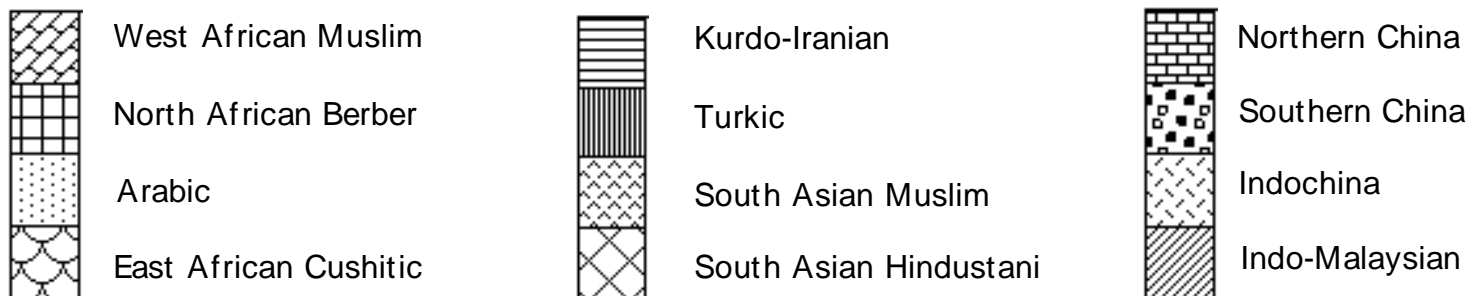 West African Muslim
North African Berber
Arabic
East African Cushitic
Kurdo-Iranian
Turkic
South Asian Muslim
South Asian Hindustani
Northern China
Southern China
Indochina
Indo-Malaysian